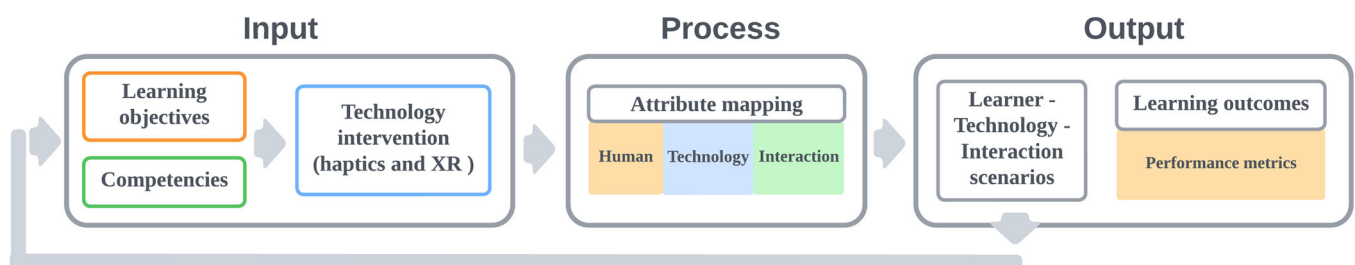 Input
Learning
objectives
Competencies
Technology
intervention
(haptics and XR )
Process
Attribute mapping
Human
Technology
Interaction
Output
Learner -
Technology -
Interaction
scenarios
Learning outcomes
Performance metrics